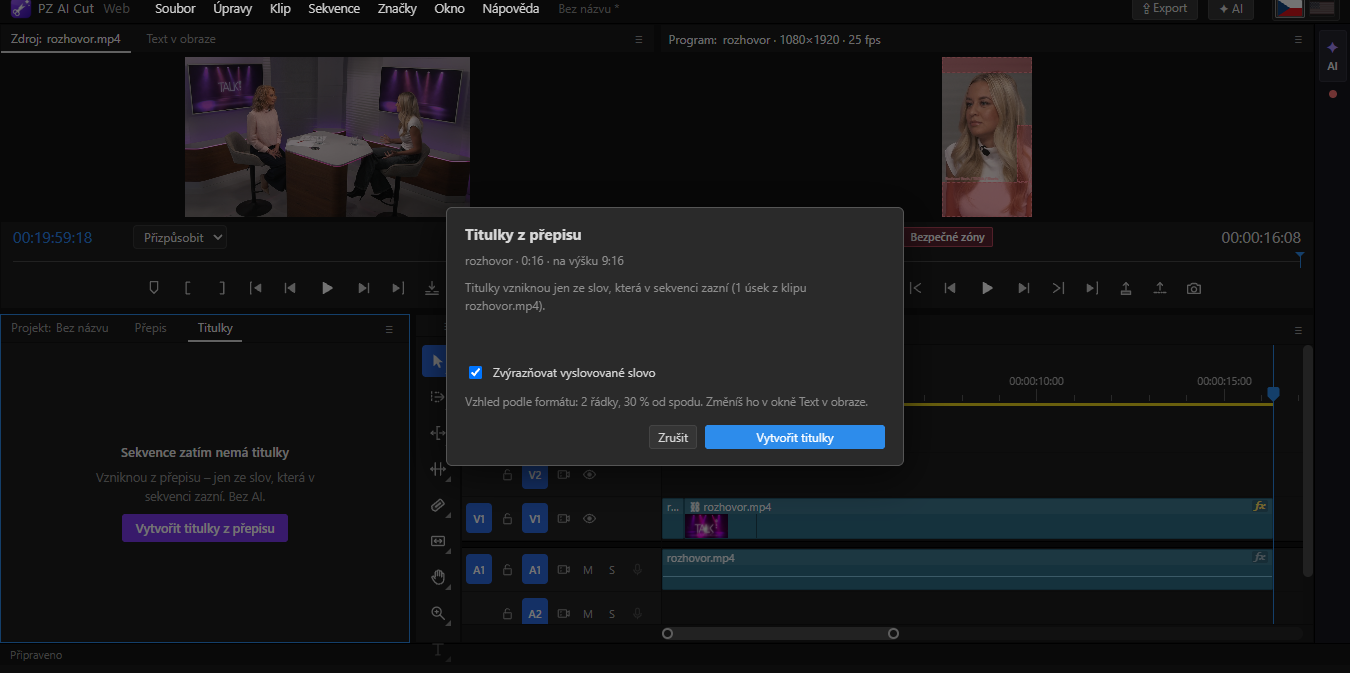 PZ AI Cut Web
Soubor Úpravy Klip Sekvence Značky Okno Nápověda Bez názvu *
Export
AI
Zdroj: rozhovor.mp4
Text v obraze
Program: rozhovor · 1080×1920 · 25 fps
AI
TALK
00:19:59:18
Přizpůsobit
Bezpečné zóny
00:00:16:08
Titulky z přepisu
rozhovor · 0:16 · na výšku 9:16
Titulky vzniknou jen ze slov, která v sekvenci zazní (1 úsek z klipu
rozhovor.mp4).
Zvýrazňovat vyslovované slovo
Vzhled podle formátu: 2 řádky, 30 % od spodu. Změníš ho v okně Text v obraze.
Zrušit
Vytvořit titulky
Projekt: Bez názvu
Přepis
Titulky
Sekvence zatím nemá titulky
Vzniknou z přepisu – jen ze slov, která v
sekvenci zazní. Bez AI.
Vytvořit titulky z přepisu
00:00:10:00
00:00:15:00
V2
V1
V1
r...
rozhovor.mp4
fx
TALK
A1
A1
M
S
rozhovor.mp4
fx
A2
M
S
T
Připraveno